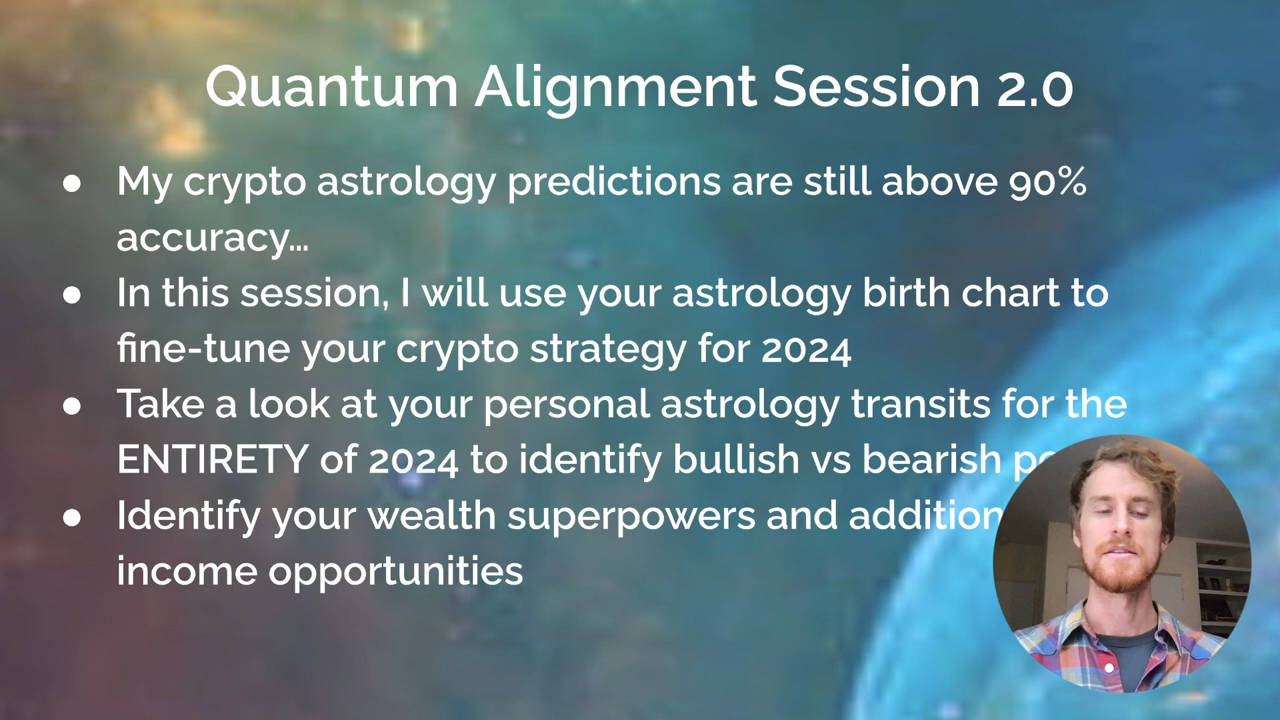 Quantum Alignment Session 2.0
● My crypto astrology predictions are still above 90%
accuracy...
● In this session, I will use your astrology birth chart to
fine-tune your crypto strategy for 2024
● Take a look at your personal astrology transits for the
ENTIRETY of 2024 to identify bullish vs bearish
● Identify your wealth superpowers and
income opportunities